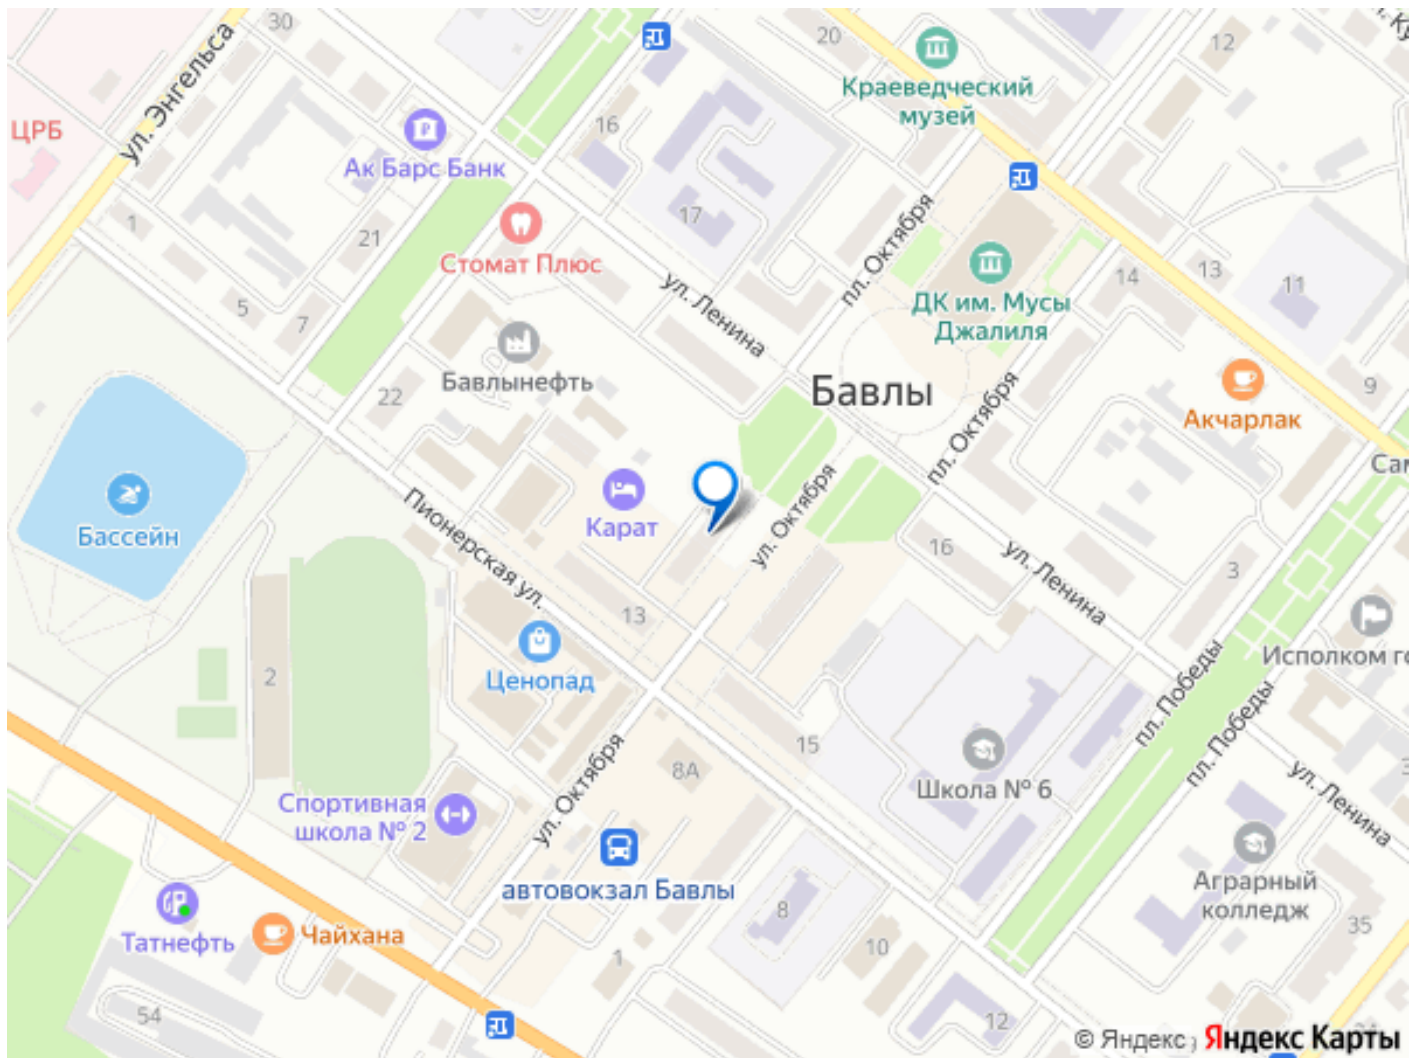 30
20
12
ул. Энгельса
Краеведческий
музей
ЦРБ
16
Ак Барс Банк
17
1
21
Стомат Плюс
пл. Октября
14
13
11
ул. Ленина
ДК им. Мусы
Джалиля
5
7
Бавлынефть
22
Бавлы
пл. Октября
9
Акчарлак
Сам
Бассейн
Пионерская ул.
Карат
ул. Октября
16
ул. Ленина
3
13
2
Ценопад
Исполком го
пл. Победы
пл. Победы
15
8А
ул. Октября
Школа № 6
ул. Ленина
Спортивная
школа № 2
автовокзал Бавлы
Аграрный
колледж
8
35
Татнефть
Чайхана
10
1
54
12
© Яндекс
Яндекс Карты